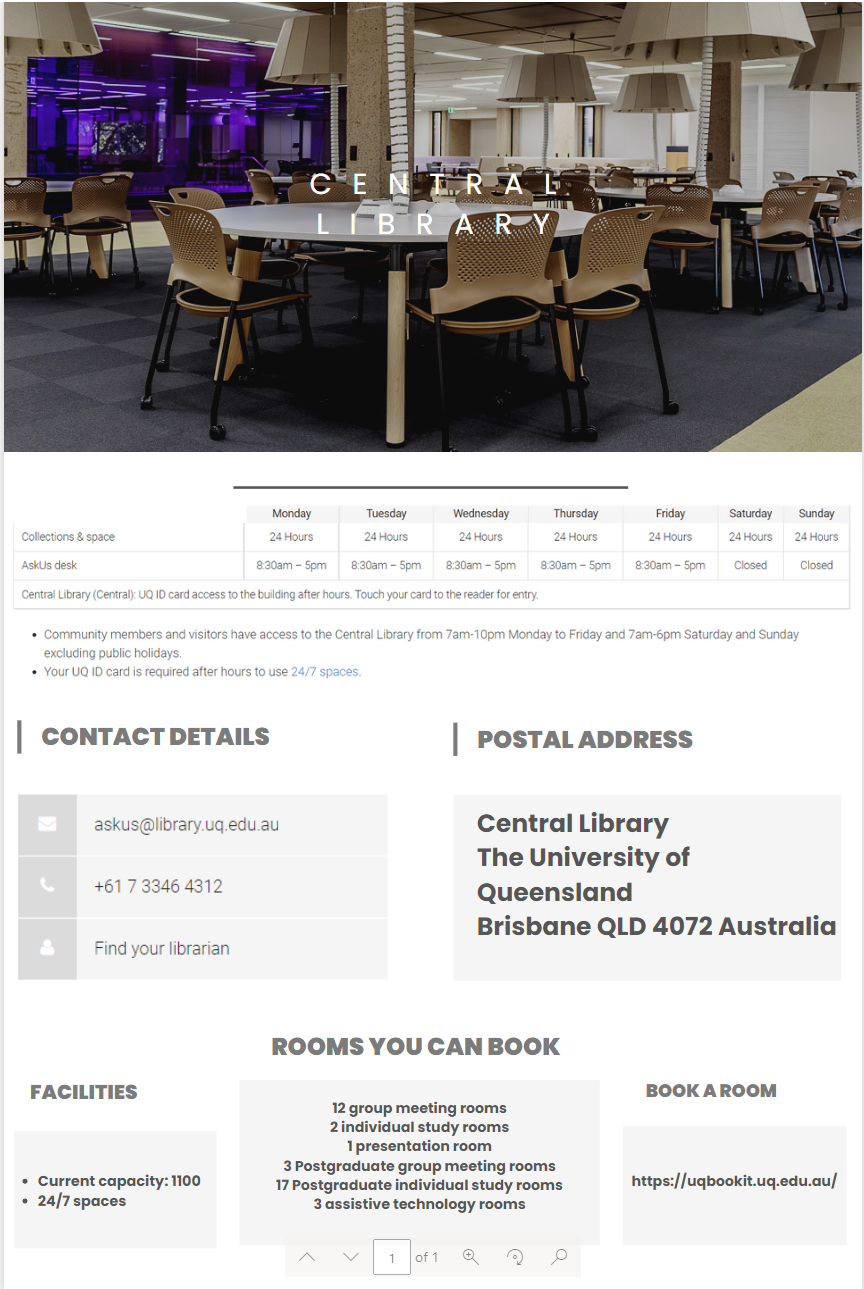 CENTRAL
LIBRARY
Monday Tuesday Wednesday Thursday Friday Saturday Sunday
Collections & space 24 Hours 24 Hours 24 Hours 24 Hours 24 Hours 24 Hours 24 Hours
AskUs desk 8:30am – 5pm 8:30am – 5pm 8:30am – 5pm 8:30am – 5pm 8:30am – 5pm Closed Closed
Central Library (Central): UQ ID card access to the building after hours. Touch your card to the reader for entry.
• Community members and visitors have access to the Central Library from 7am-10pm Monday to Friday and 7am-6pm Saturday and Sunday
excluding public holidays.
• Your UQ ID card is required after hours to use 24/7 spaces.
CONTACT DETAILS
askus@library.uq.edu.au
+61 7 3346 4312
Find your librarian
POSTAL ADDRESS
Central Library
The University of
Queensland
Brisbane QLD 4072 Australia
ROOMS YOU CAN BOOK
FACILITIES
• Current capacity: 1100
• 24/7 spaces
12 group meeting rooms
2 individual study rooms
1 presentation room
3 Postgraduate group meeting rooms
17 Postgraduate individual study rooms
3 assistive technology rooms
BOOK A ROOM
https://uqbookit.uq.edu.au/
1 of 1